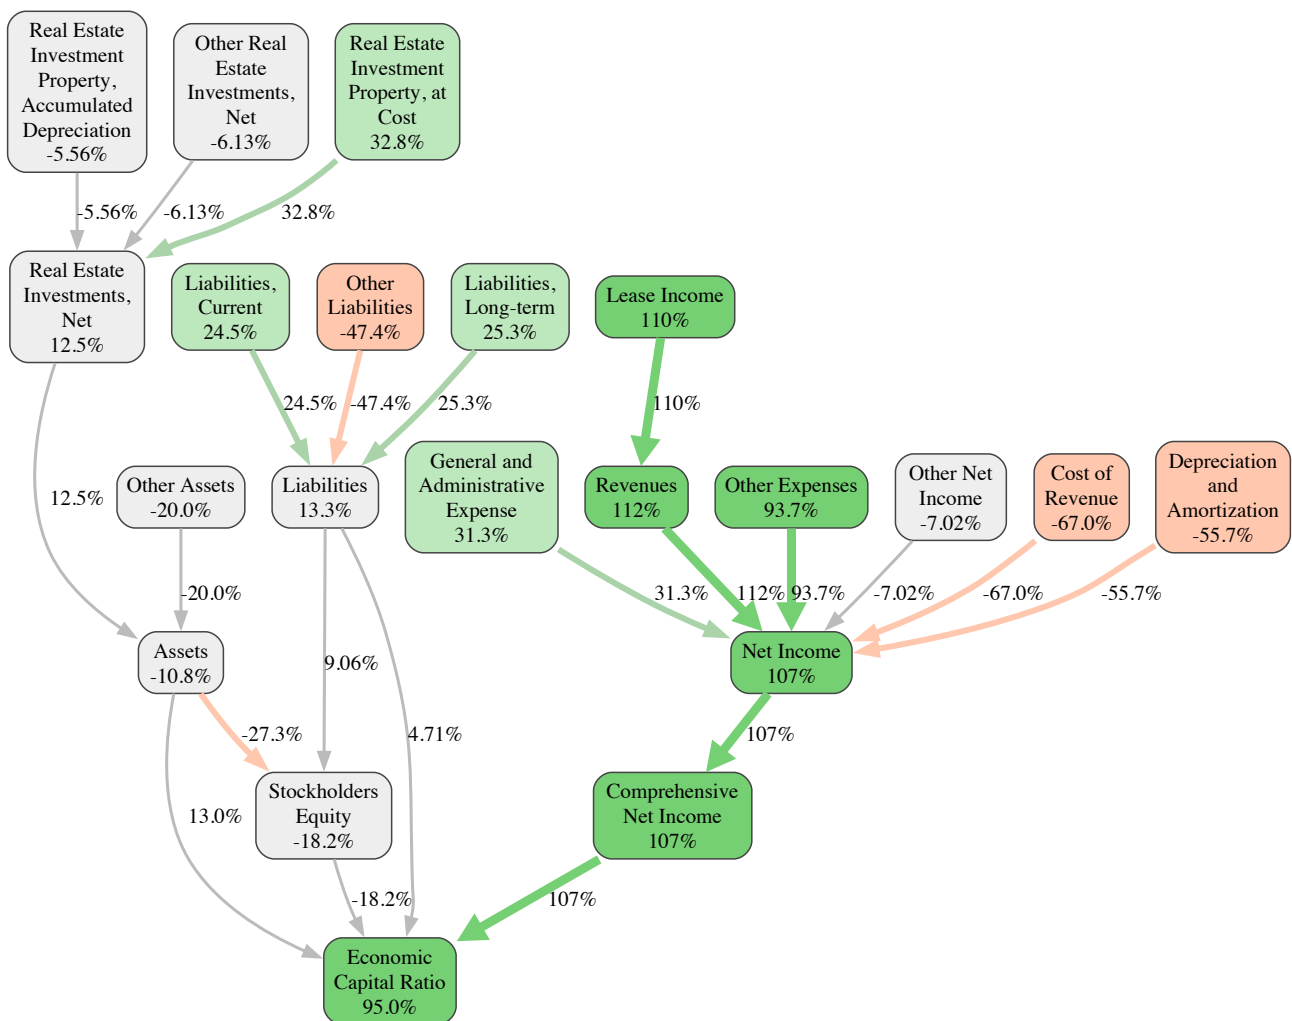 Real Estate
Investment
Property,
Accumulated
Depreciation
-5.56%
Other Real
Estate
Investments,
Net
-6.13%
Real Estate
Investment
Property, at
Cost
32.8%
-5.56%
-6.13%
32.8%
Real Estate
Investments,
Net
12.5%
Liabilities,
Current
24.5%
Other
Liabilities
-47.4%
Liabilities,
Long-term
25.3%
Lease Income
110%
24.5%
-47.4%
25.3%
110%
12.5%
Other Assets
-20.0%
Liabilities
13.3%
General and
Administrative
Expense
31.3%
Revenues
112%
Other Expenses
93.7%
Other Net
Income
-7.02%
Cost of
Revenue
-67.0%
Depreciation
and
Amortization
-55.7%
-20.0%
31.3%
112%
93.7%
-7.02%
-67.0%
-55.7%
Assets
-10.8%
9.06%
Net Income
107%
-27.3%
4.71%
107%
13.0%
Stockholders
Equity
-18.2%
Comprehensive
Net Income
107%
-18.2%
107%
Economic
Capital Ratio
95.0%